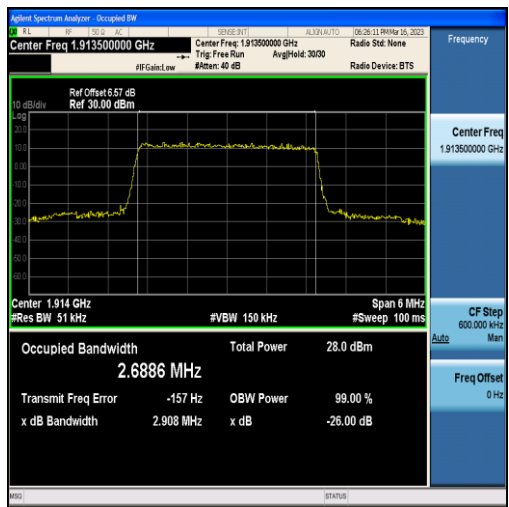 Agilent Spectrum Analyzer - Occupied BW
RL RF 50 Ω AC SENSE:INT ALIGN AUTO 06:26:11 PM Mar 16, 2023
Center Freq 1.913500000 GHz
Center Freq: 1.913500000 GHz
Radio Std: None
Trig: Free Run Avg|Hold: 30/30
#IFGain:Low #Atten: 40 dB Radio Device: BTS
Frequency
Ref Offset 6.57 dB
10 dB/div Ref 30.00 dBm
Log
20.0
10.0
0.00
-10.0
-20.0
-30.0
-40.0
-50.0
-60.0
Center Freq
1.913500000 GHz
Center 1.914 GHz Span 6 MHz
#Res BW 51 kHz #VBW 150 kHz #Sweep 100 ms
CF Step
600.000 kHz
Auto Man
Occupied Bandwidth Total Power 28.0 dBm
2.6886 MHz
Transmit Freq Error -157 Hz OBW Power 99.00 %
x dB Bandwidth 2.908 MHz x dB -26.00 dB
Freq Offset
0 Hz
MSG STATUS